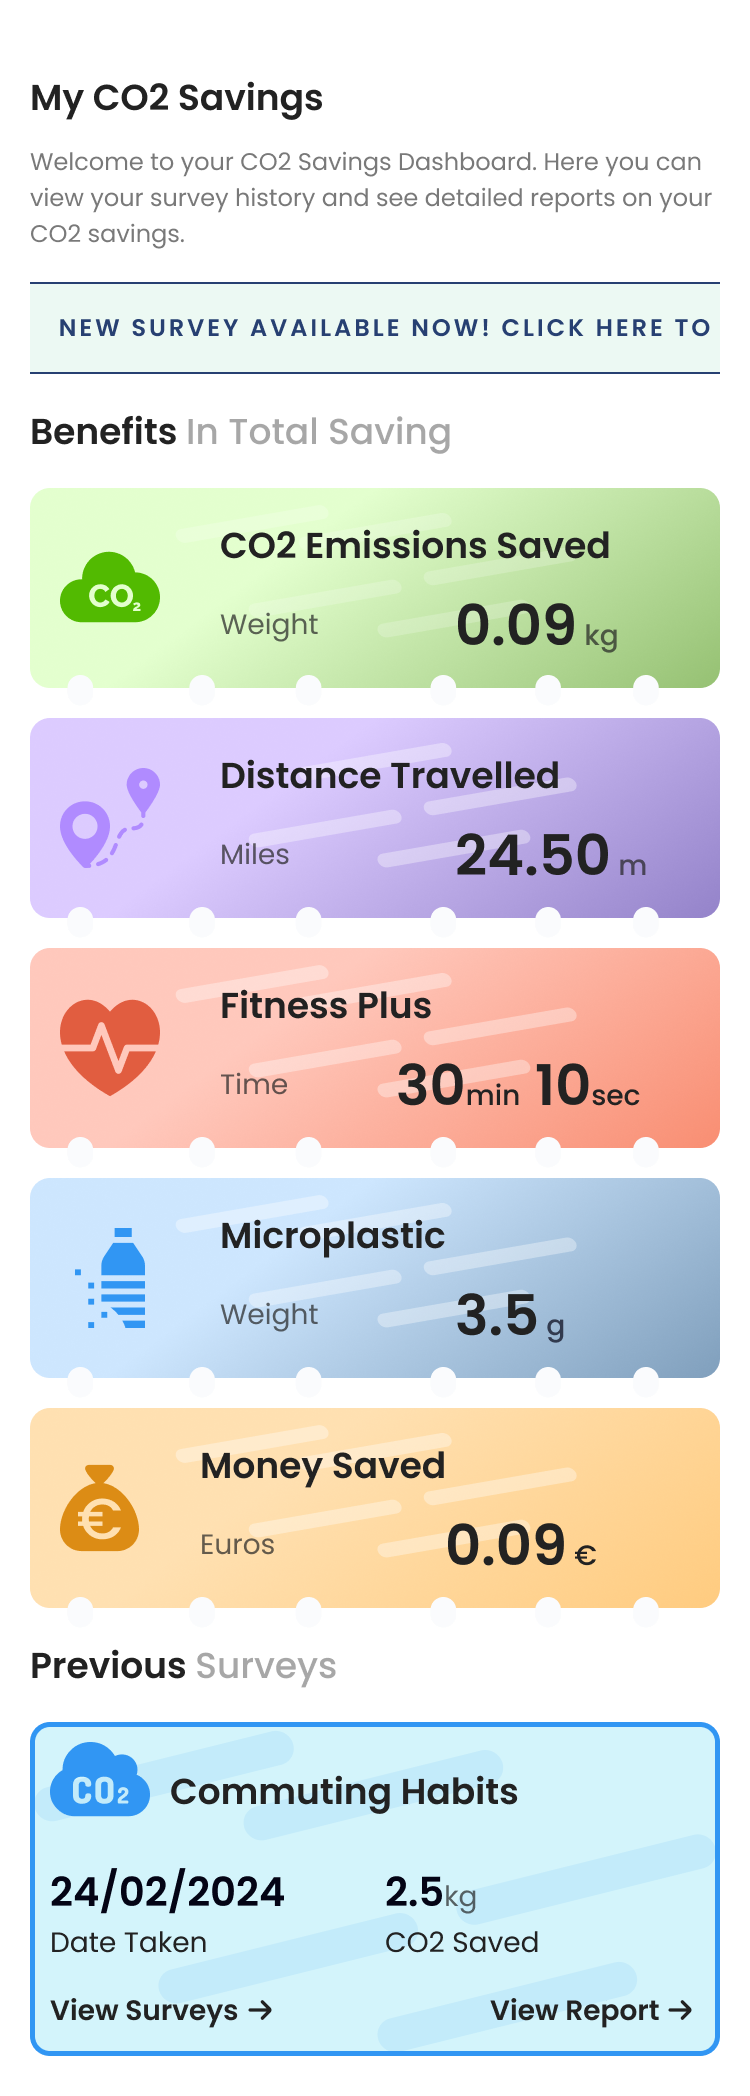 My CO2 Savings
Welcome to your CO2 Savings Dashboard. Here you can
view your survey history and see detailed reports on your
CO2 savings.
NEW SURVEY AVAILABLE NOW! CLICK HERE TO
Benefits In Total Saving
CO2 Emissions Saved
CO₂
Weight 0.09 kg
Distance Travelled
Miles 24.50 m
Fitness Plus
Time 30min 10sec
Microplastic
Weight 3.5 g
Money Saved
€
Euros 0.09 €
Previous Surveys
CO₂ Commuting Habits
24/02/2024 2.5kg
Date Taken CO2 Saved
View Surveys → View Report →